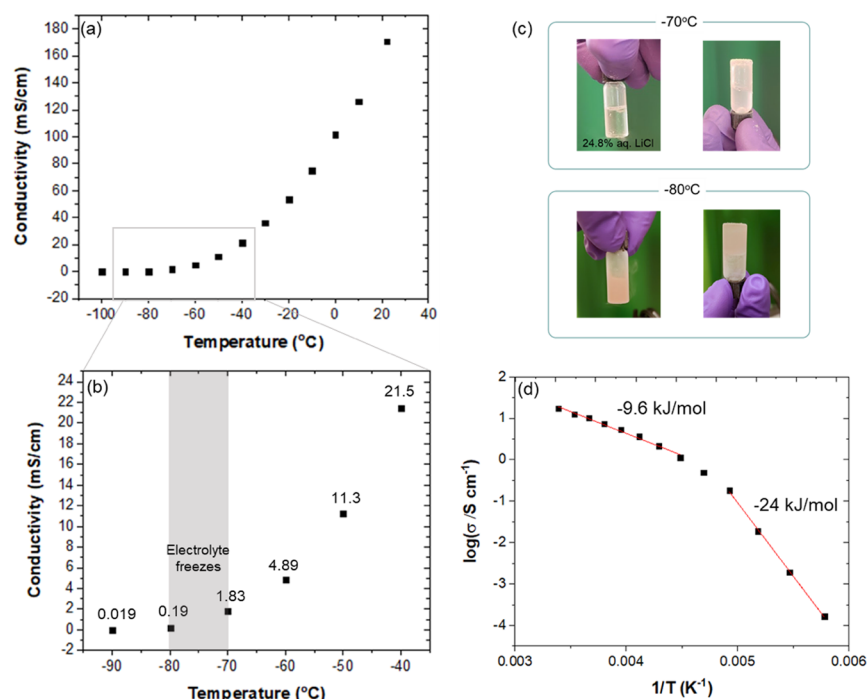 (a)
180
160
140
120
100
80
60
40
20
0
-20
Conductivity (mS/cm)
-100 -80 -60 -40 -20 0 20 40
Temperature (°C)
(b)
24
22
20
18
16
14
12
10
8
6
4
2
0
-2
Conductivity (mS/cm)
21.5
11.3
4.89
1.83
0.19
0.019
Electrolyte
freezes
-90 -80 -70 -60 -50 -40
Temperature (°C)
(c)
-70°C
24.8% aq. LiCl
-80°C
(d)
2
1
0
-1
-2
-3
-4
log(σ /S cm⁻¹)
-9.6 kJ/mol
-24 kJ/mol
0.003 0.004 0.005 0.006
1/T (K⁻¹)